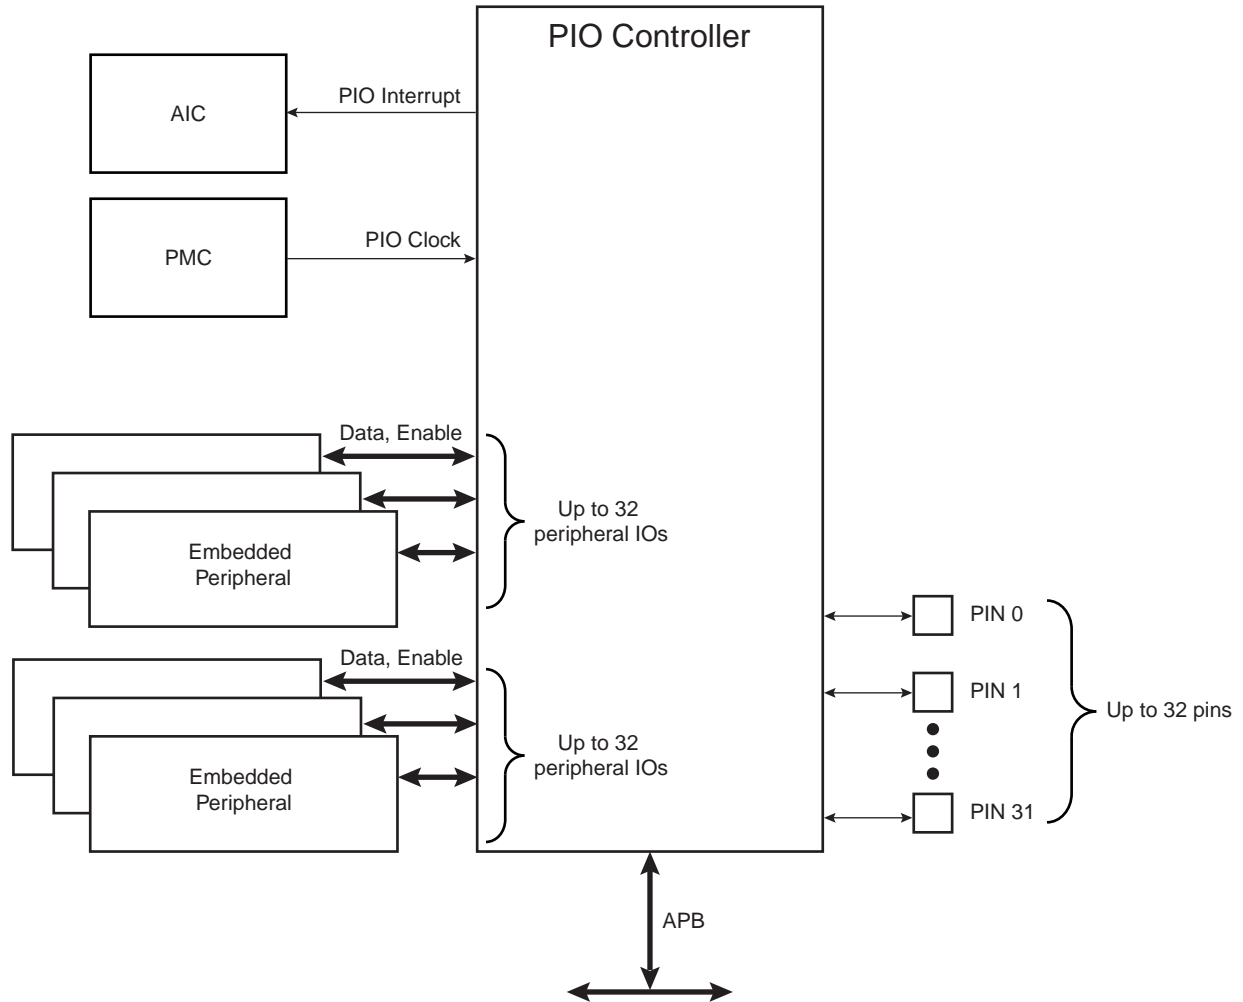 PIO Controller
AIC
PIO Interrupt
PMC
PIO Clock
Data, Enable
Up to 32
peripheral IOs
Embedded
Peripheral
PIN 0
Data, Enable
PIN 1
Up to 32 pins
Up to 32
peripheral IOs
Embedded
Peripheral
PIN 31
APB